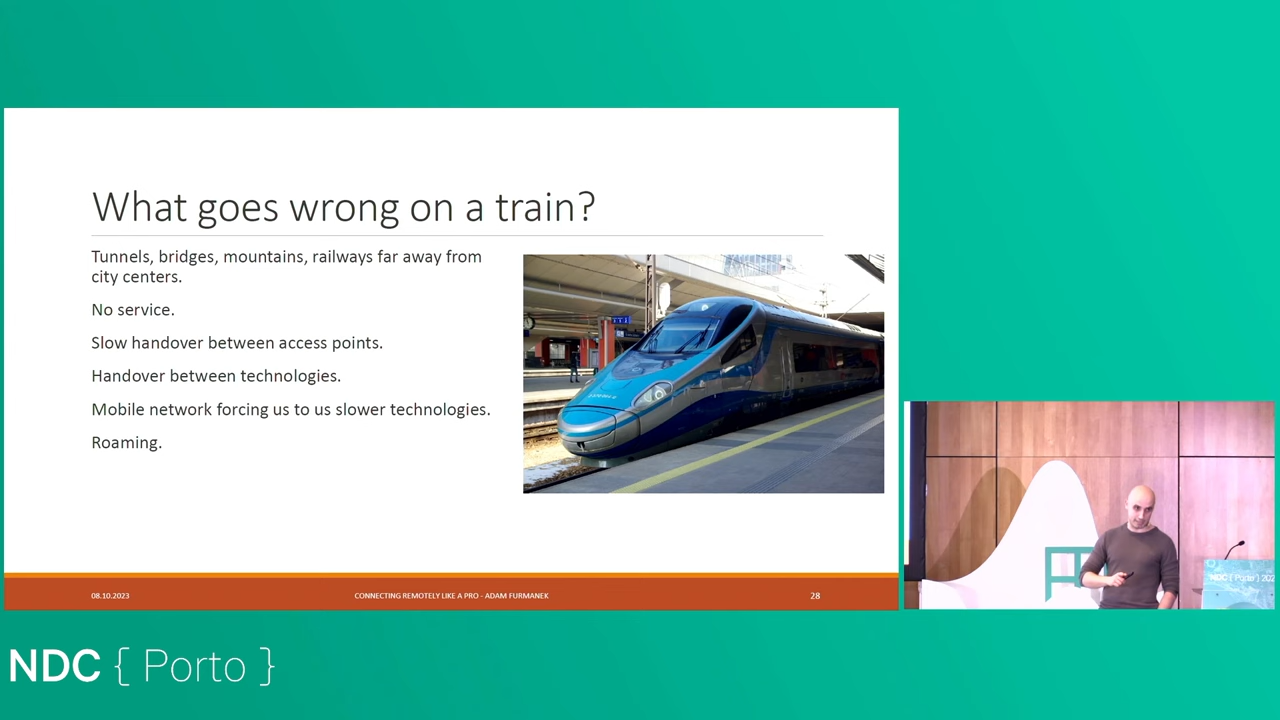 What goes wrong on a train?
Tunnels, bridges, mountains, railways far away from
city centers.
No service.
Slow handover between access points.
Handover between technologies.
Mobile network forcing us to us slower technologies.
Roaming.
08.10.2023
CONNECTING REMOTELY LIKE A PRO - ADAM FURMANEK
28
NDC { Porto }
NDC { Porto }